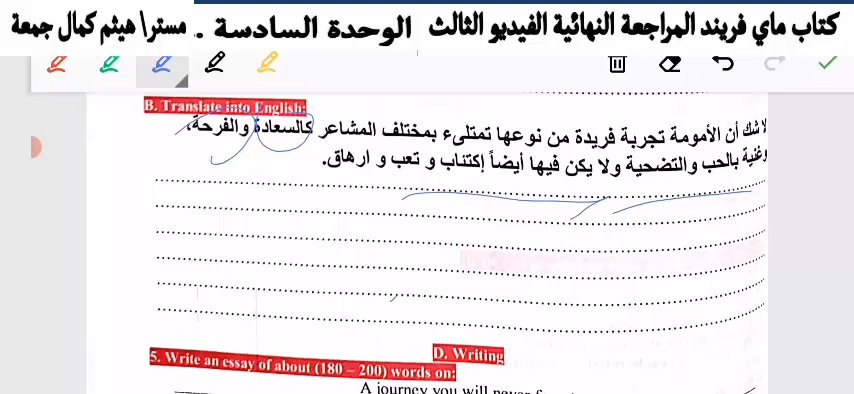 كتاب ماي فريند المراجعة النهائية الفيديو الثالث الوحدة السادسة . مستر\ هيثم كمال جمعة
B. Translate into English:
لا شك أن الأمومة تجربة فريدة من نوعها تمتلىء بمختلف المشاعر كالسعادة والفرحة،
وغنية بالحب والتضحية ولا يكن فيها أيضاً إكتئاب و تعب و ارهاق.
D. Writing
5. Write an essay of about (180 – 200) words on:
A journey you will never